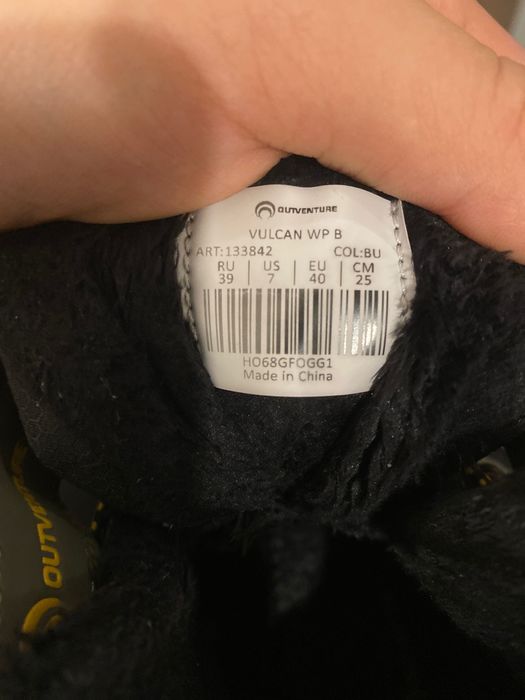 OUTVENTURE
VULCAN WP B
ART:133842 COL:BU
RU | US | EU | CM
39 | 7 | 40 | 25
HO68GFOGG1
Made in China
OUTVENTURE